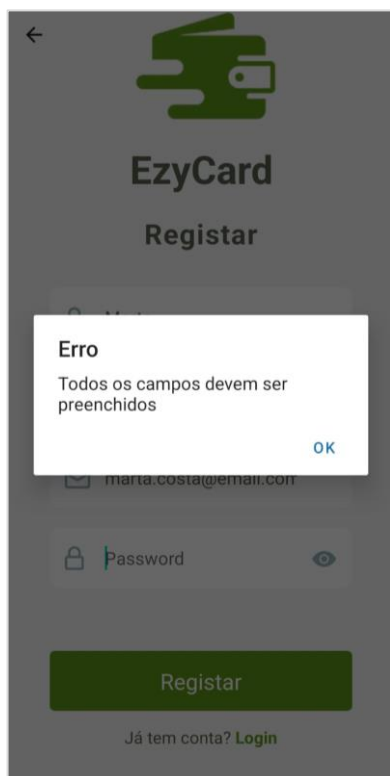 EzyCard
Registar
Erro
Todos os campos devem ser
preenchidos
OK
marta.costa@email.com
Password
Registar
Já tem conta? Login